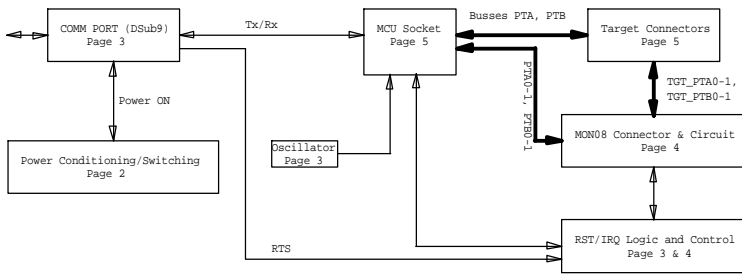 COMM PORT (DSub9)
Page 3
Tx/Rx
MCU Socket
Page 5
Busses PTA, PTB
Target Connectors
Page 5
Power ON
PTA0-1, PTB0-1
TGT_PTA0-1,
TGT_PTB0-1
Power Conditioning/Switching
Page 2
Oscillator
Page 3
MON08 Connector & Circuit
Page 4
RTS
RST/IRQ Logic and Control
Page 3 & 4